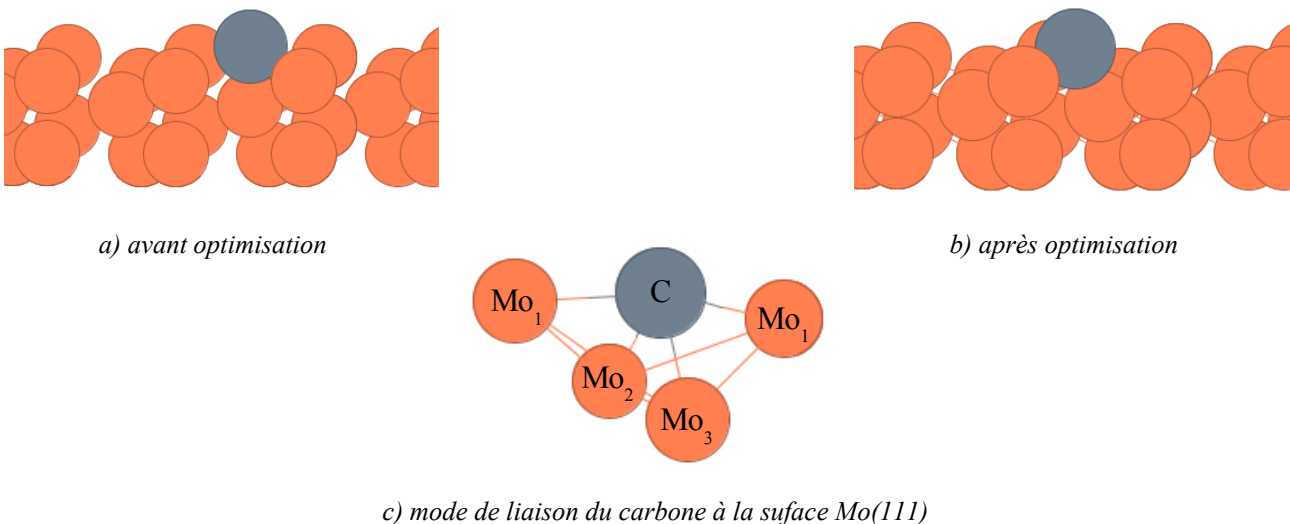 a) avant optimisation
b) après optimisation
Mo1
C
Mo1
Mo2
Mo3
c) mode de liaison du carbone à la suface Mo(111)